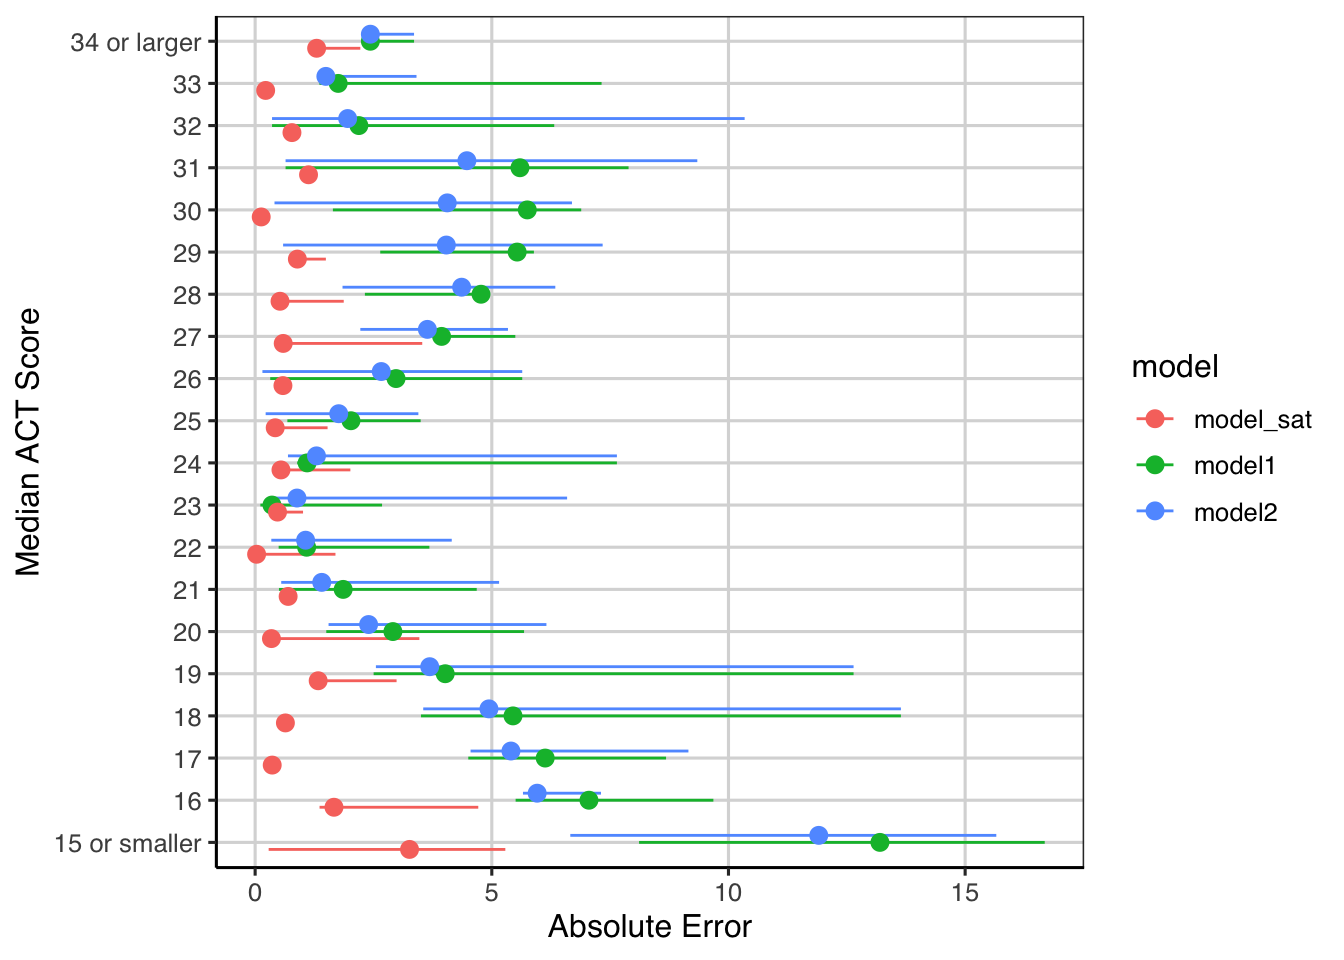 34 or larger
33
32
31
30
29
28
27
26
25
24
23
22
21
20
19
18
17
16
15 or smaller
Median ACT Score
0 5 10 15
Absolute Error
model
model_sat
model1
model2